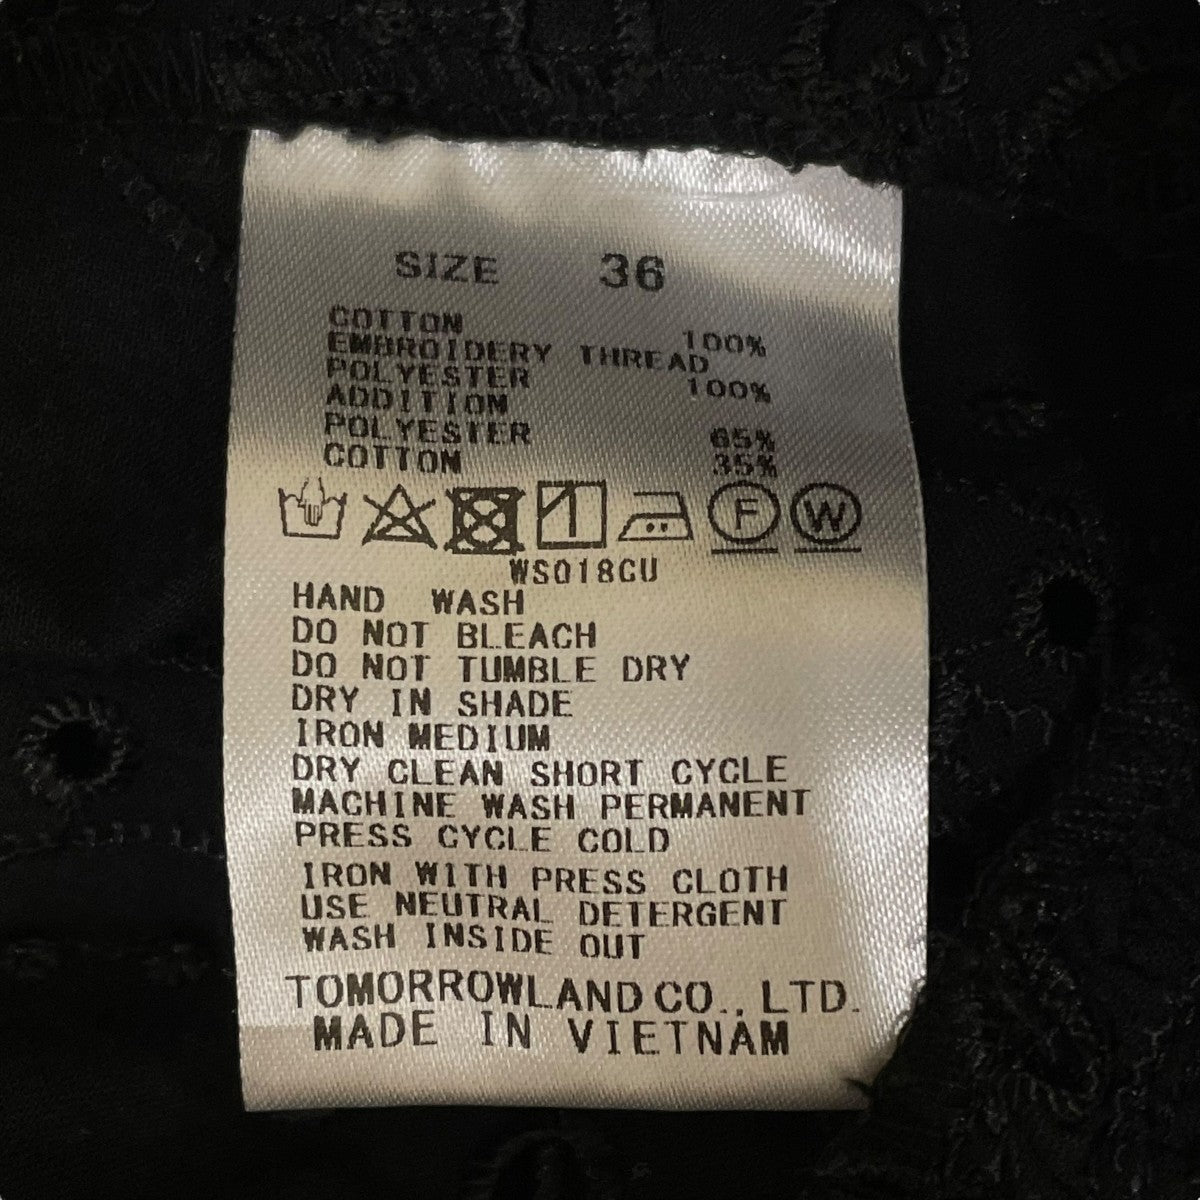 SIZE 36
COTTON 100%
EMBROIDERY THREAD
POLYESTER 100%
ADDITION
POLYESTER 65%
COTTON 35%
F W
WS018CU
HAND WASH
DO NOT BLEACH
DO NOT TUMBLE DRY
DRY IN SHADE
IRON MEDIUM
DRY CLEAN SHORT CYCLE
MACHINE WASH PERMANENT
PRESS CYCLE COLD
IRON WITH PRESS CLOTH
USE NEUTRAL DETERGENT
WASH INSIDE OUT
TOMORROWLAND CO., LTD.
MADE IN VIETNAM